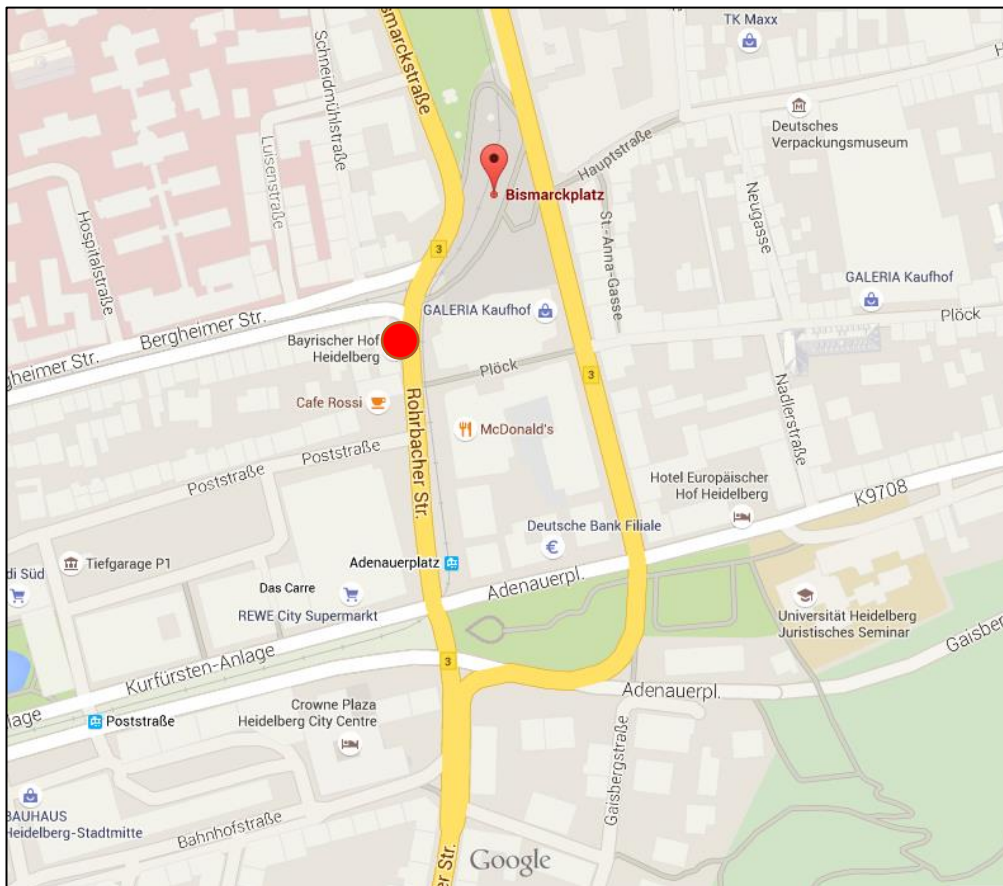 TK Maxx
smarckstraße
Schneidmühlstraße
Deutsches
Verpackungsmuseum
Luisenstraße
Hauptstraße
H
Bismarckplatz
Neugasse
St.-Anna-Gasse
Hospitalstraße
3
GALERIA Kaufhof
GALERIA Kaufhof
Bergheimer Str.
Plöck
Bayrischer Hof
Heidelberg
gheimer Str.
Plöck
3
Cafe Rossi
Rohrbacher Str.
McDonald's
Nadlerstraße
Poststraße
Poststraße
Hotel Europäischer
Hof Heidelberg
K9708
Deutsche Bank Filiale
€
Tiefgarage P1
Adenauerplatz
di Süd
Das Carre
Adenauerpl.
REWE City Supermarkt
Universität Heidelberg
Juristisches Seminar
Gaisberg
Kurfürsten-Anlage
3
Adenauerpl.
nlage
Poststraße
Crowne Plaza
Heidelberg City Centre
Gaisbergstraße
BAUHAUS
Heidelberg-Stadtmitte
Bahnhofstraße
er Str.
Google